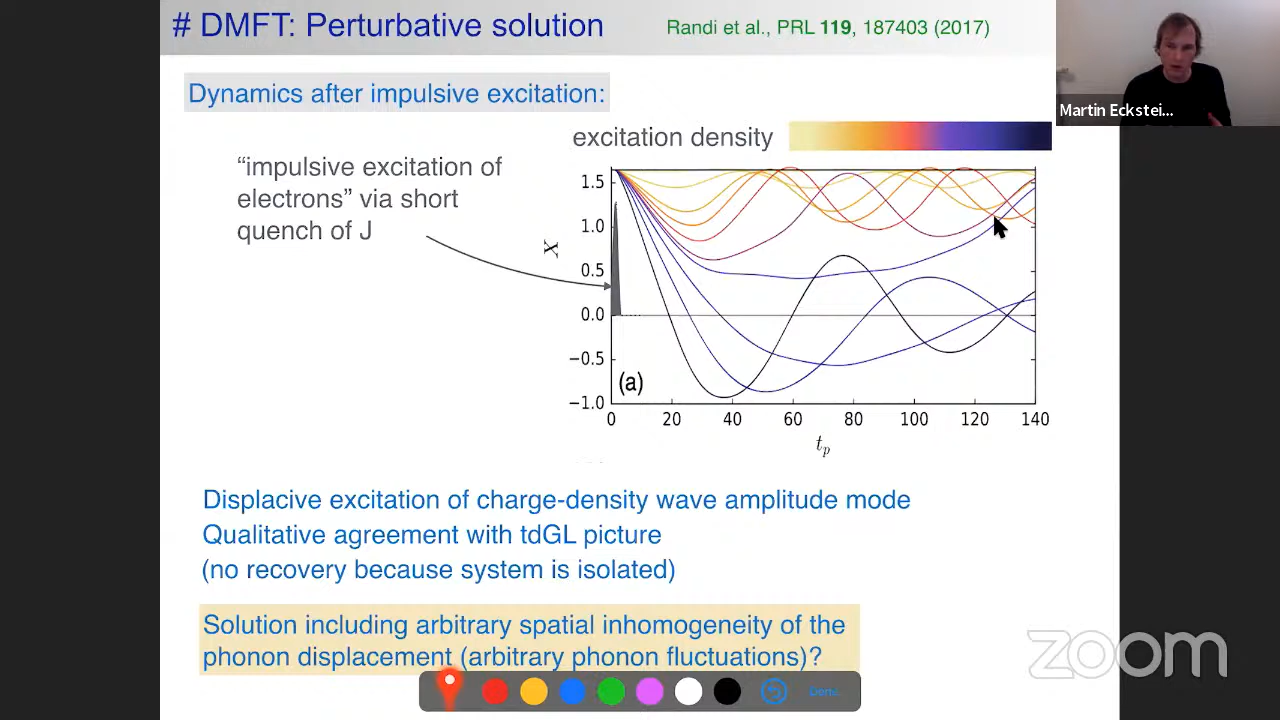 # DMFT: Perturbative solution
Randi et al., PRL 119, 187403 (2017)
Martin Eckstei...
Dynamics after impulsive excitation:
excitation density
“impulsive excitation of
electrons” via short
quench of J
X
1.5
1.0
0.5
0.0
−0.5
−1.0
(a)
0 20 40 60 80 100 120 140
t_p
Displacive excitation of charge-density wave amplitude mode
Qualitative agreement with tdGL picture
(no recovery because system is isolated)
Solution including arbitrary spatial inhomogeneity of the
phonon displacement (arbitrary phonon fluctuations)?
zoom
Done